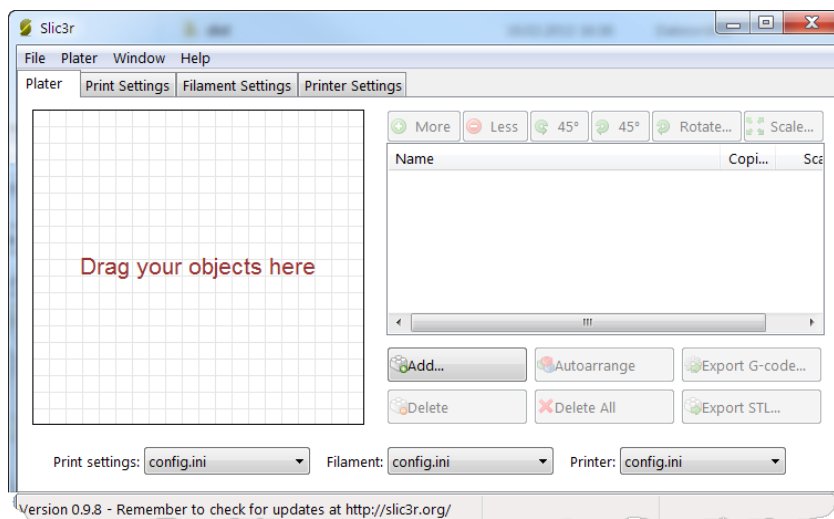 Slic3r
File Plater Window Help
Plater Print Settings Filament Settings Printer Settings
More Less 45° 45° Rotate... Scale...
Name Copi... Sca
Drag your objects here
Add... Autoarrange Export G-code...
Delete Delete All Export STL...
Print settings: config.ini Filament: config.ini Printer: config.ini
Version 0.9.8 - Remember to check for updates at http://slic3r.org/